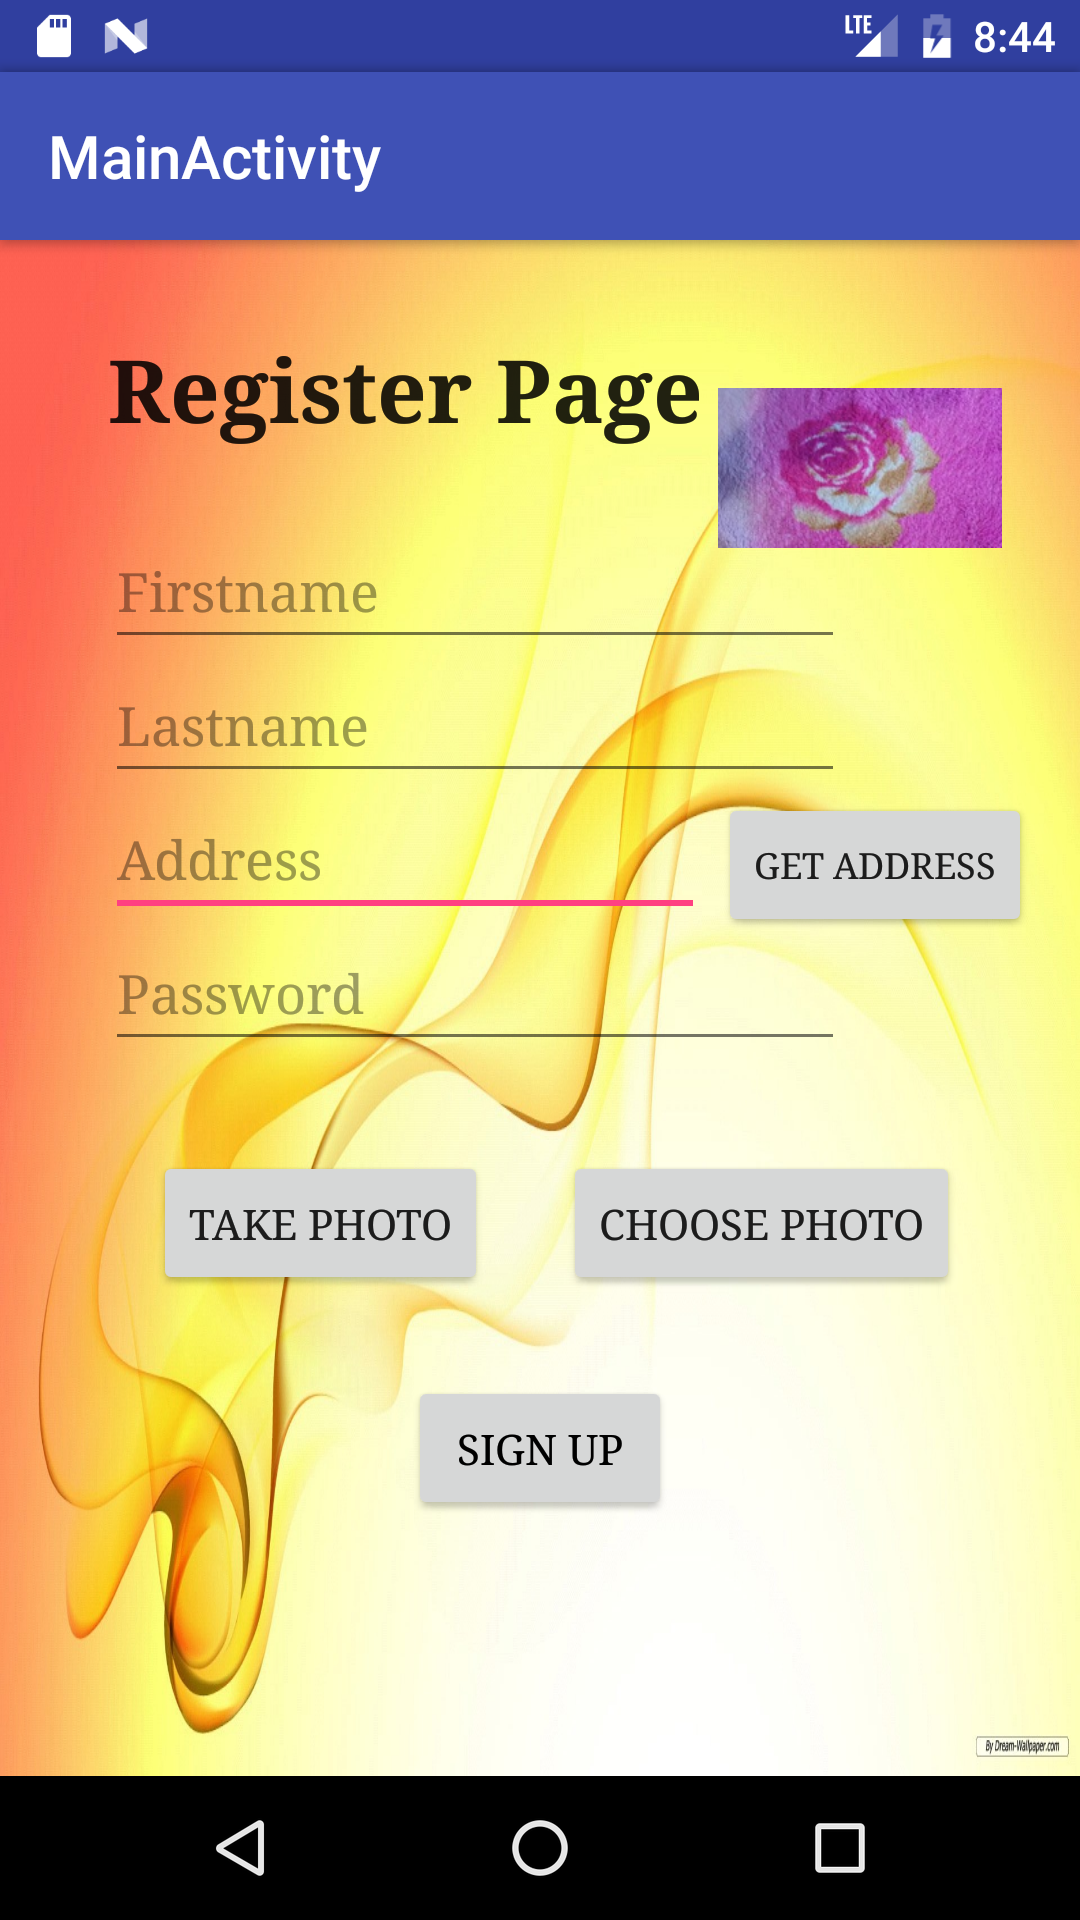 LTE 8:44
MainActivity
Register Page
Firstname
Lastname
Address
GET ADDRESS
Password
TAKE PHOTO
CHOOSE PHOTO
SIGN UP
By Dream-Wallpaper.com